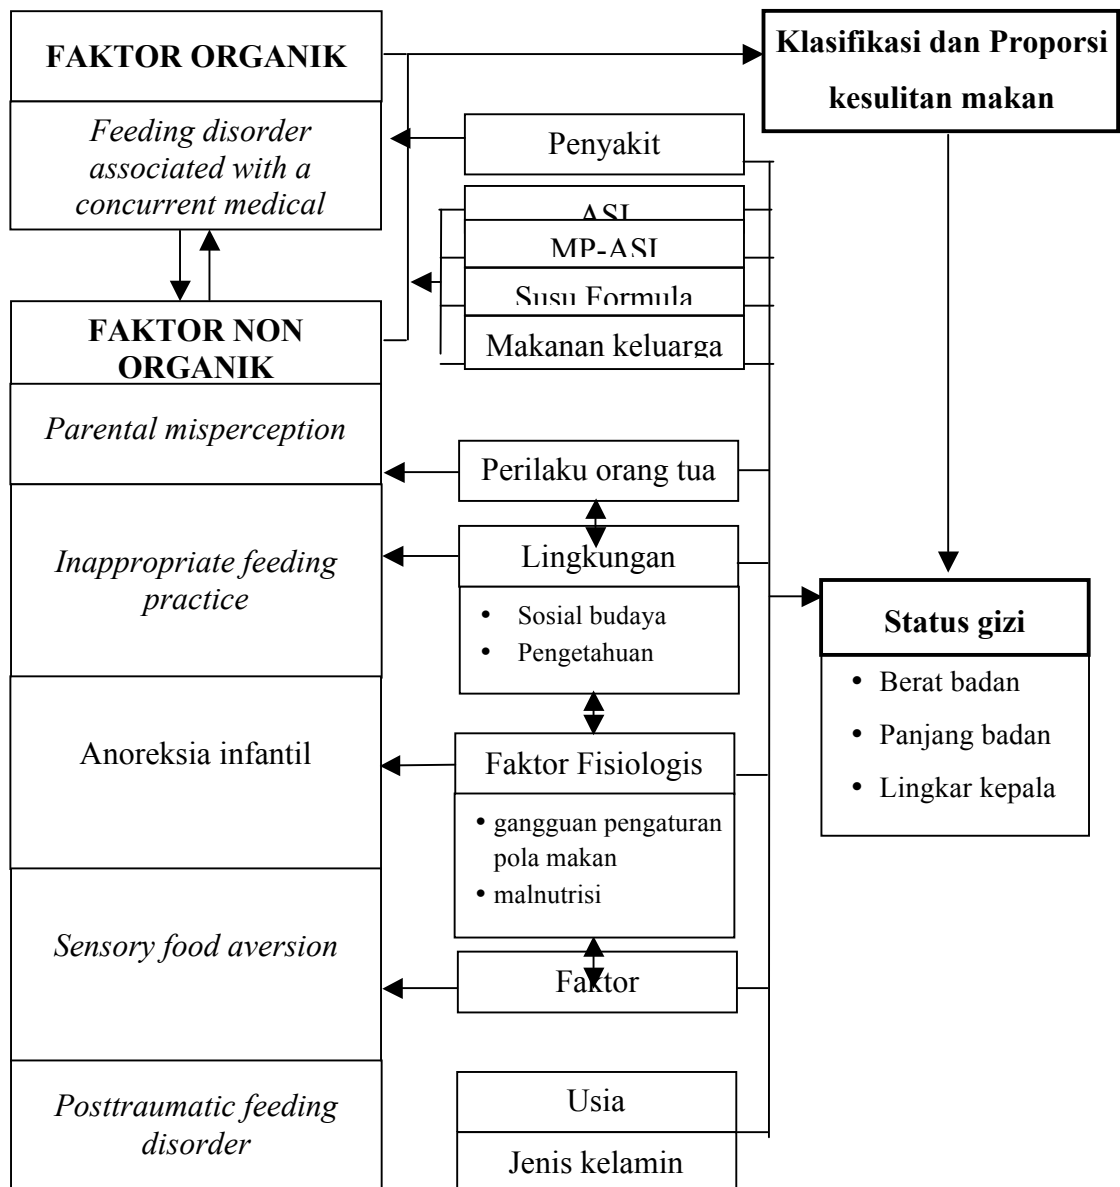 FAKTOR ORGANIK
Feeding disorder
associated with a
concurrent medical
FAKTOR NON
ORGANIK
Parental misperception
Inappropriate feeding
practice
Anoreksia infantil
Sensory food aversion
Posttraumatic feeding
disorder
Penyakit
ASI
MP-ASI
Susu Formula
Makanan keluarga
Perilaku orang tua
Lingkungan
• Sosial budaya
• Pengetahuan
Faktor Fisiologis
• gangguan pengaturan
pola makan
• malnutrisi
Faktor
Usia
Jenis kelamin
Klasifikasi dan Proporsi
kesulitan makan
Status gizi
• Berat badan
• Panjang badan
• Lingkar kepala